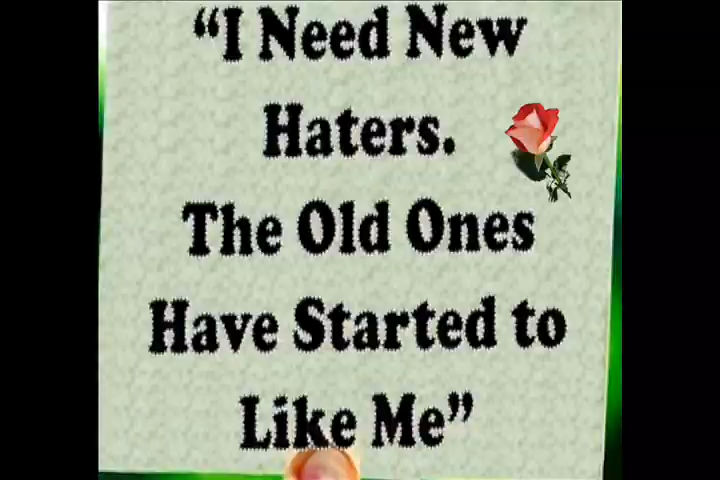 “I Need New
Haters.
The Old Ones
Have Started to
Like Me”